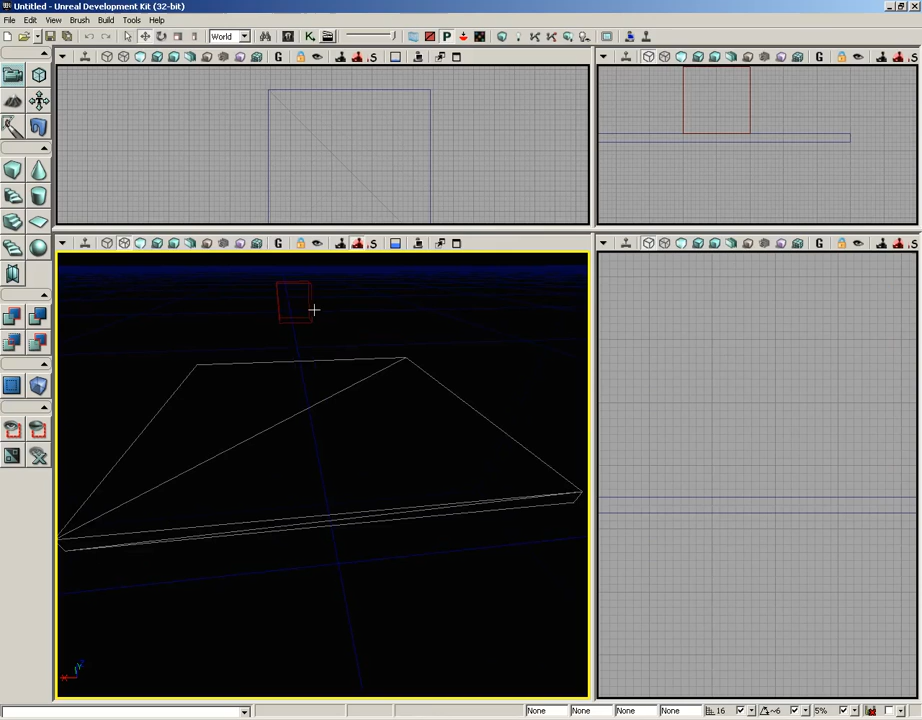 Untitled - Unreal Development Kit (32-bit)
File Edit View Brush Build Tools Help
World
P
G S
G S
G S
G S
None None None None 16 ~6 5%